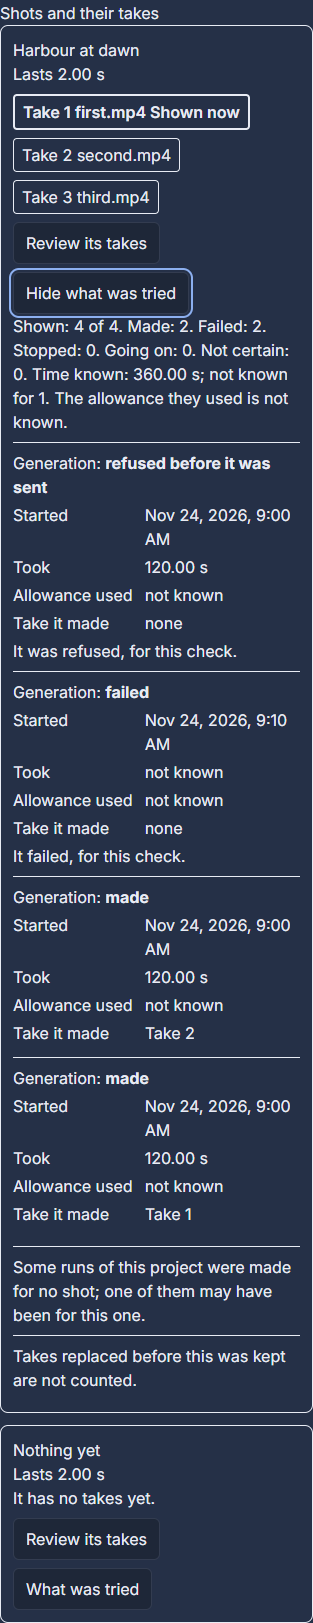 Shots and their takes
Harbour at dawn
Lasts 2.00 s
Take 1 first.mp4 Shown now
Take 2 second.mp4
Take 3 third.mp4
Review its takes
Hide what was tried
Shown: 4 of 4. Made: 2. Failed: 2.
Stopped: 0. Going on: 0. Not certain:
0. Time known: 360.00 s; not known
for 1. The allowance they used is not
known.
Generation: refused before it was
sent
Started Nov 24, 2026, 9:00
AM
Took 120.00 s
Allowance used not known
Take it made none
It was refused, for this check.
Generation: failed
Started Nov 24, 2026, 9:10
AM
Took not known
Allowance used not known
Take it made none
It failed, for this check.
Generation: made
Started Nov 24, 2026, 9:00
AM
Took 120.00 s
Allowance used not known
Take it made Take 2
Generation: made
Started Nov 24, 2026, 9:00
AM
Took 120.00 s
Allowance used not known
Take it made Take 1
Some runs of this project were made
for no shot; one of them may have
been for this one.
Takes replaced before this was kept
are not counted.
Nothing yet
Lasts 2.00 s
It has no takes yet.
Review its takes
What was tried